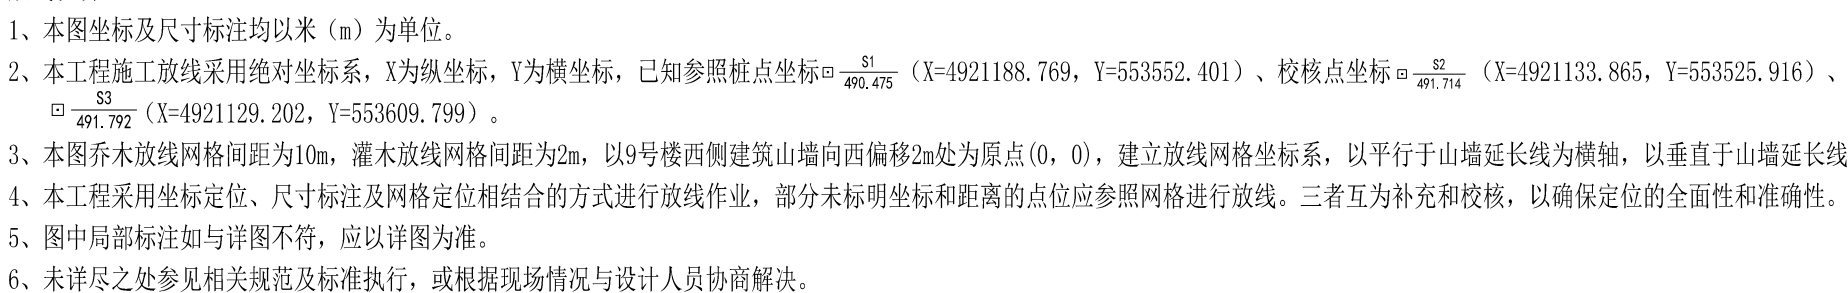 1、本图坐标及尺寸标注均以米（m）为单位。
2、本工程施工放线采用绝对坐标系，X为纵坐标，Y为横坐标，已知参照桩点坐标⊡S1/490.475（X=4921188.769，Y=553552.401）、校核点坐标⊡S2/491.714（X=4921133.865，Y=553525.916）、
⊡S3/491.792（X=4921129.202，Y=553609.799）。
3、本图乔木放线网格间距为10m，灌木放线网格间距为2m，以9号楼西侧建筑山墙向西偏移2m处为原点(0，0)，建立放线网格坐标系，以平行于山墙延长线为横轴，以垂直于山墙延长线
4、本工程采用坐标定位、尺寸标注及网格定位相结合的方式进行放线作业，部分未标明坐标和距离的点位应参照网格进行放线。三者互为补充和校核，以确保定位的全面性和准确性。
5、图中局部标注如与详图不符，应以详图为准。
6、未详尽之处参见相关规范及标准执行，或根据现场情况与设计人员协商解决。